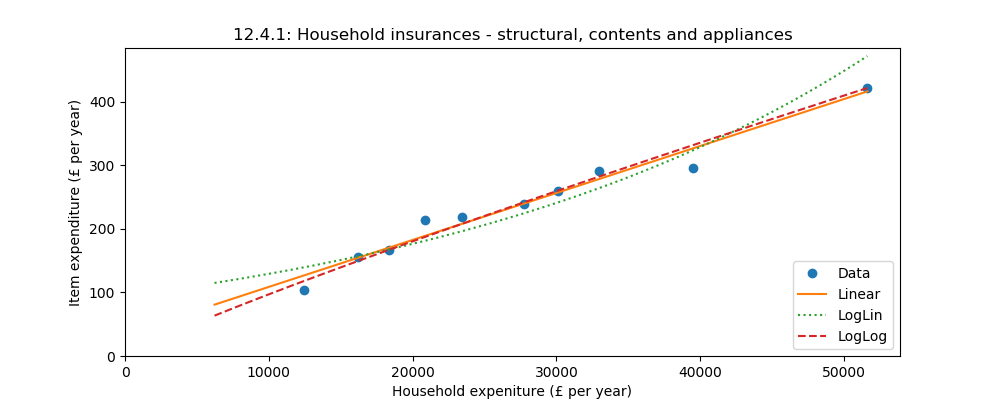 12.4.1: Household insurances - structural, contents and appliances
Item expenditure (£ per year)
400
300
200
100
0
0 10000 20000 30000 40000 50000
Household expeniture (£ per year)
Data
Linear
LogLin
LogLog